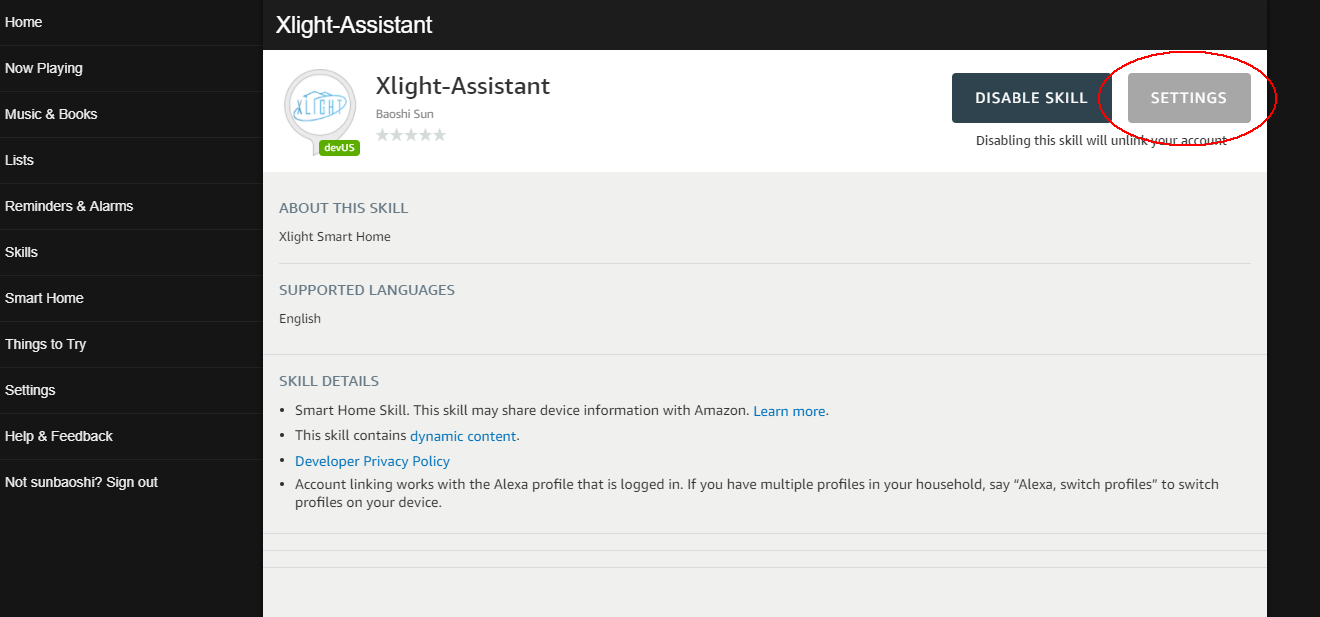 Home
Now Playing
Music & Books
Lists
Reminders & Alarms
Skills
Smart Home
Things to Try
Settings
Help & Feedback
Not sunbaoshi? Sign out
Xlight-Assistant
XLIGHT
devUS
Xlight-Assistant
Baoshi Sun
DISABLE SKILL
SETTINGS
Disabling this skill will unlink your account
ABOUT THIS SKILL
Xlight Smart Home
SUPPORTED LANGUAGES
English
SKILL DETAILS
• Smart Home Skill. This skill may share device information with Amazon. Learn more.
• This skill contains dynamic content.
• Developer Privacy Policy
• Account linking works with the Alexa profile that is logged in. If you have multiple profiles in your household, say “Alexa, switch profiles” to switch
profiles on your device.